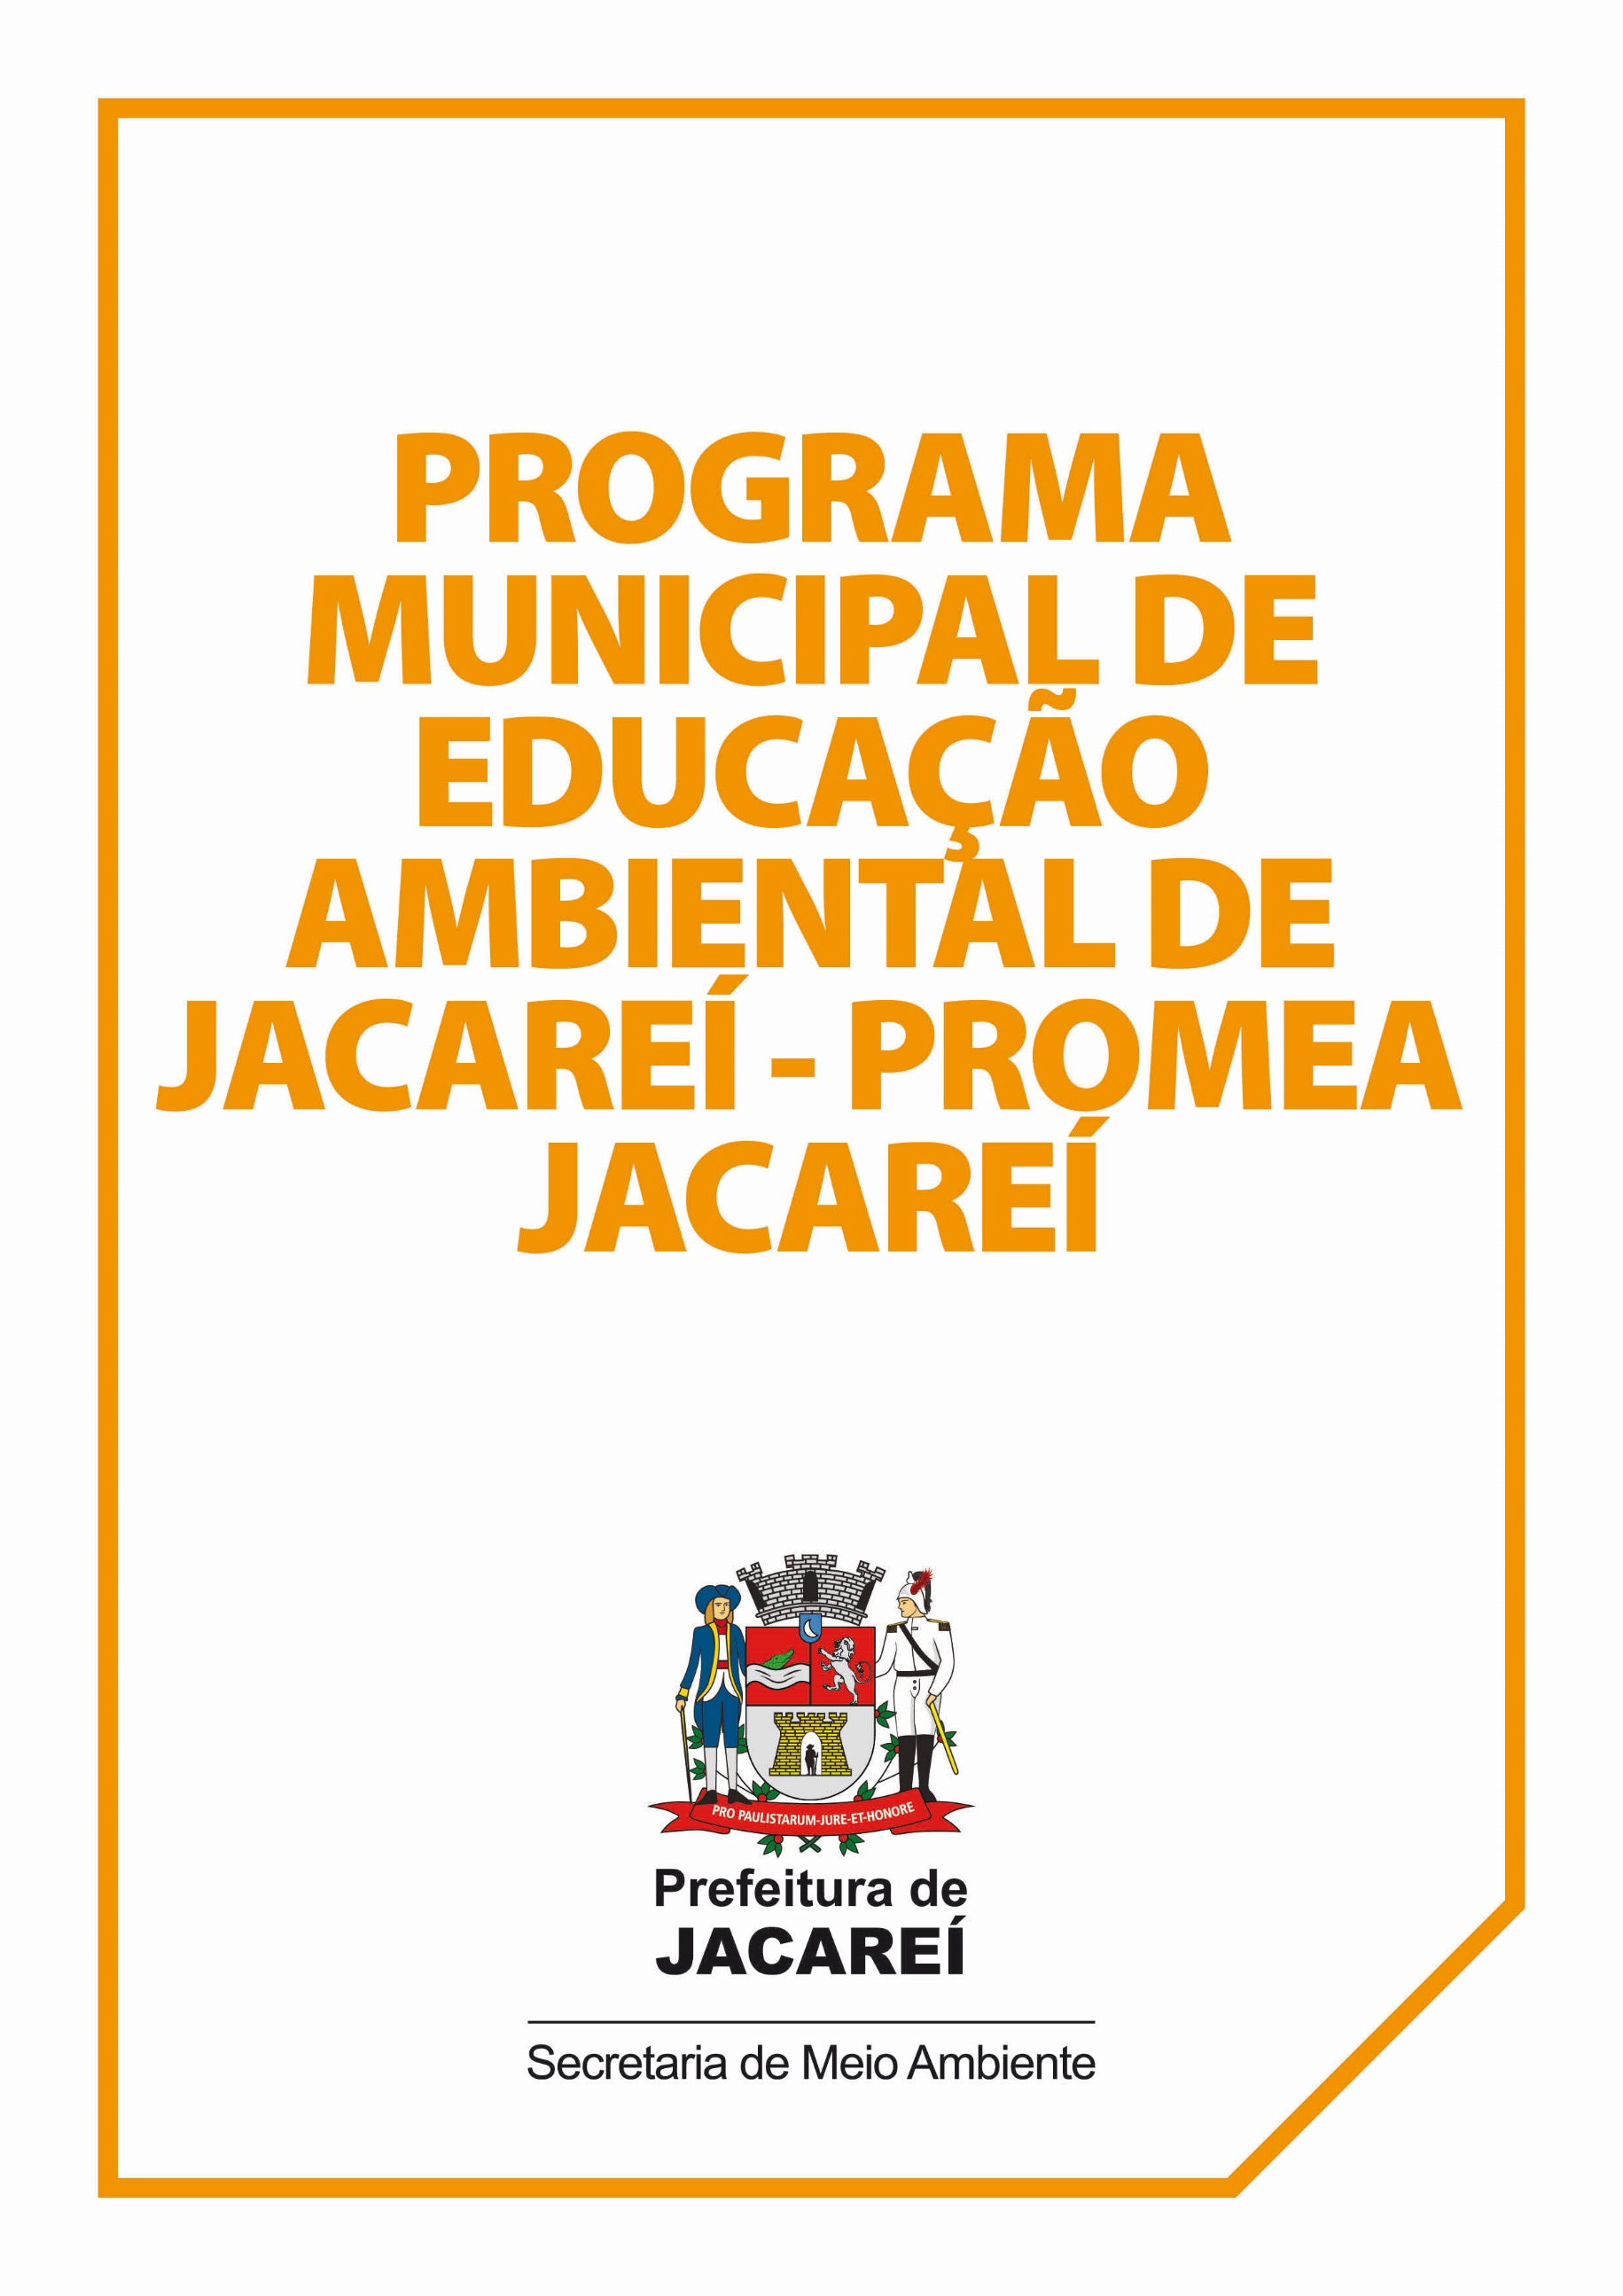 PROGRAMA
MUNICIPAL DE
EDUCAÇÃO
AMBIENTAL DE
JACAREÍ - PROMEA
JACAREÍ
PRO PAULISTARUM-JURE-ET-HONORE
Prefeitura de
JACAREÍ
Secretaria de Meio Ambiente